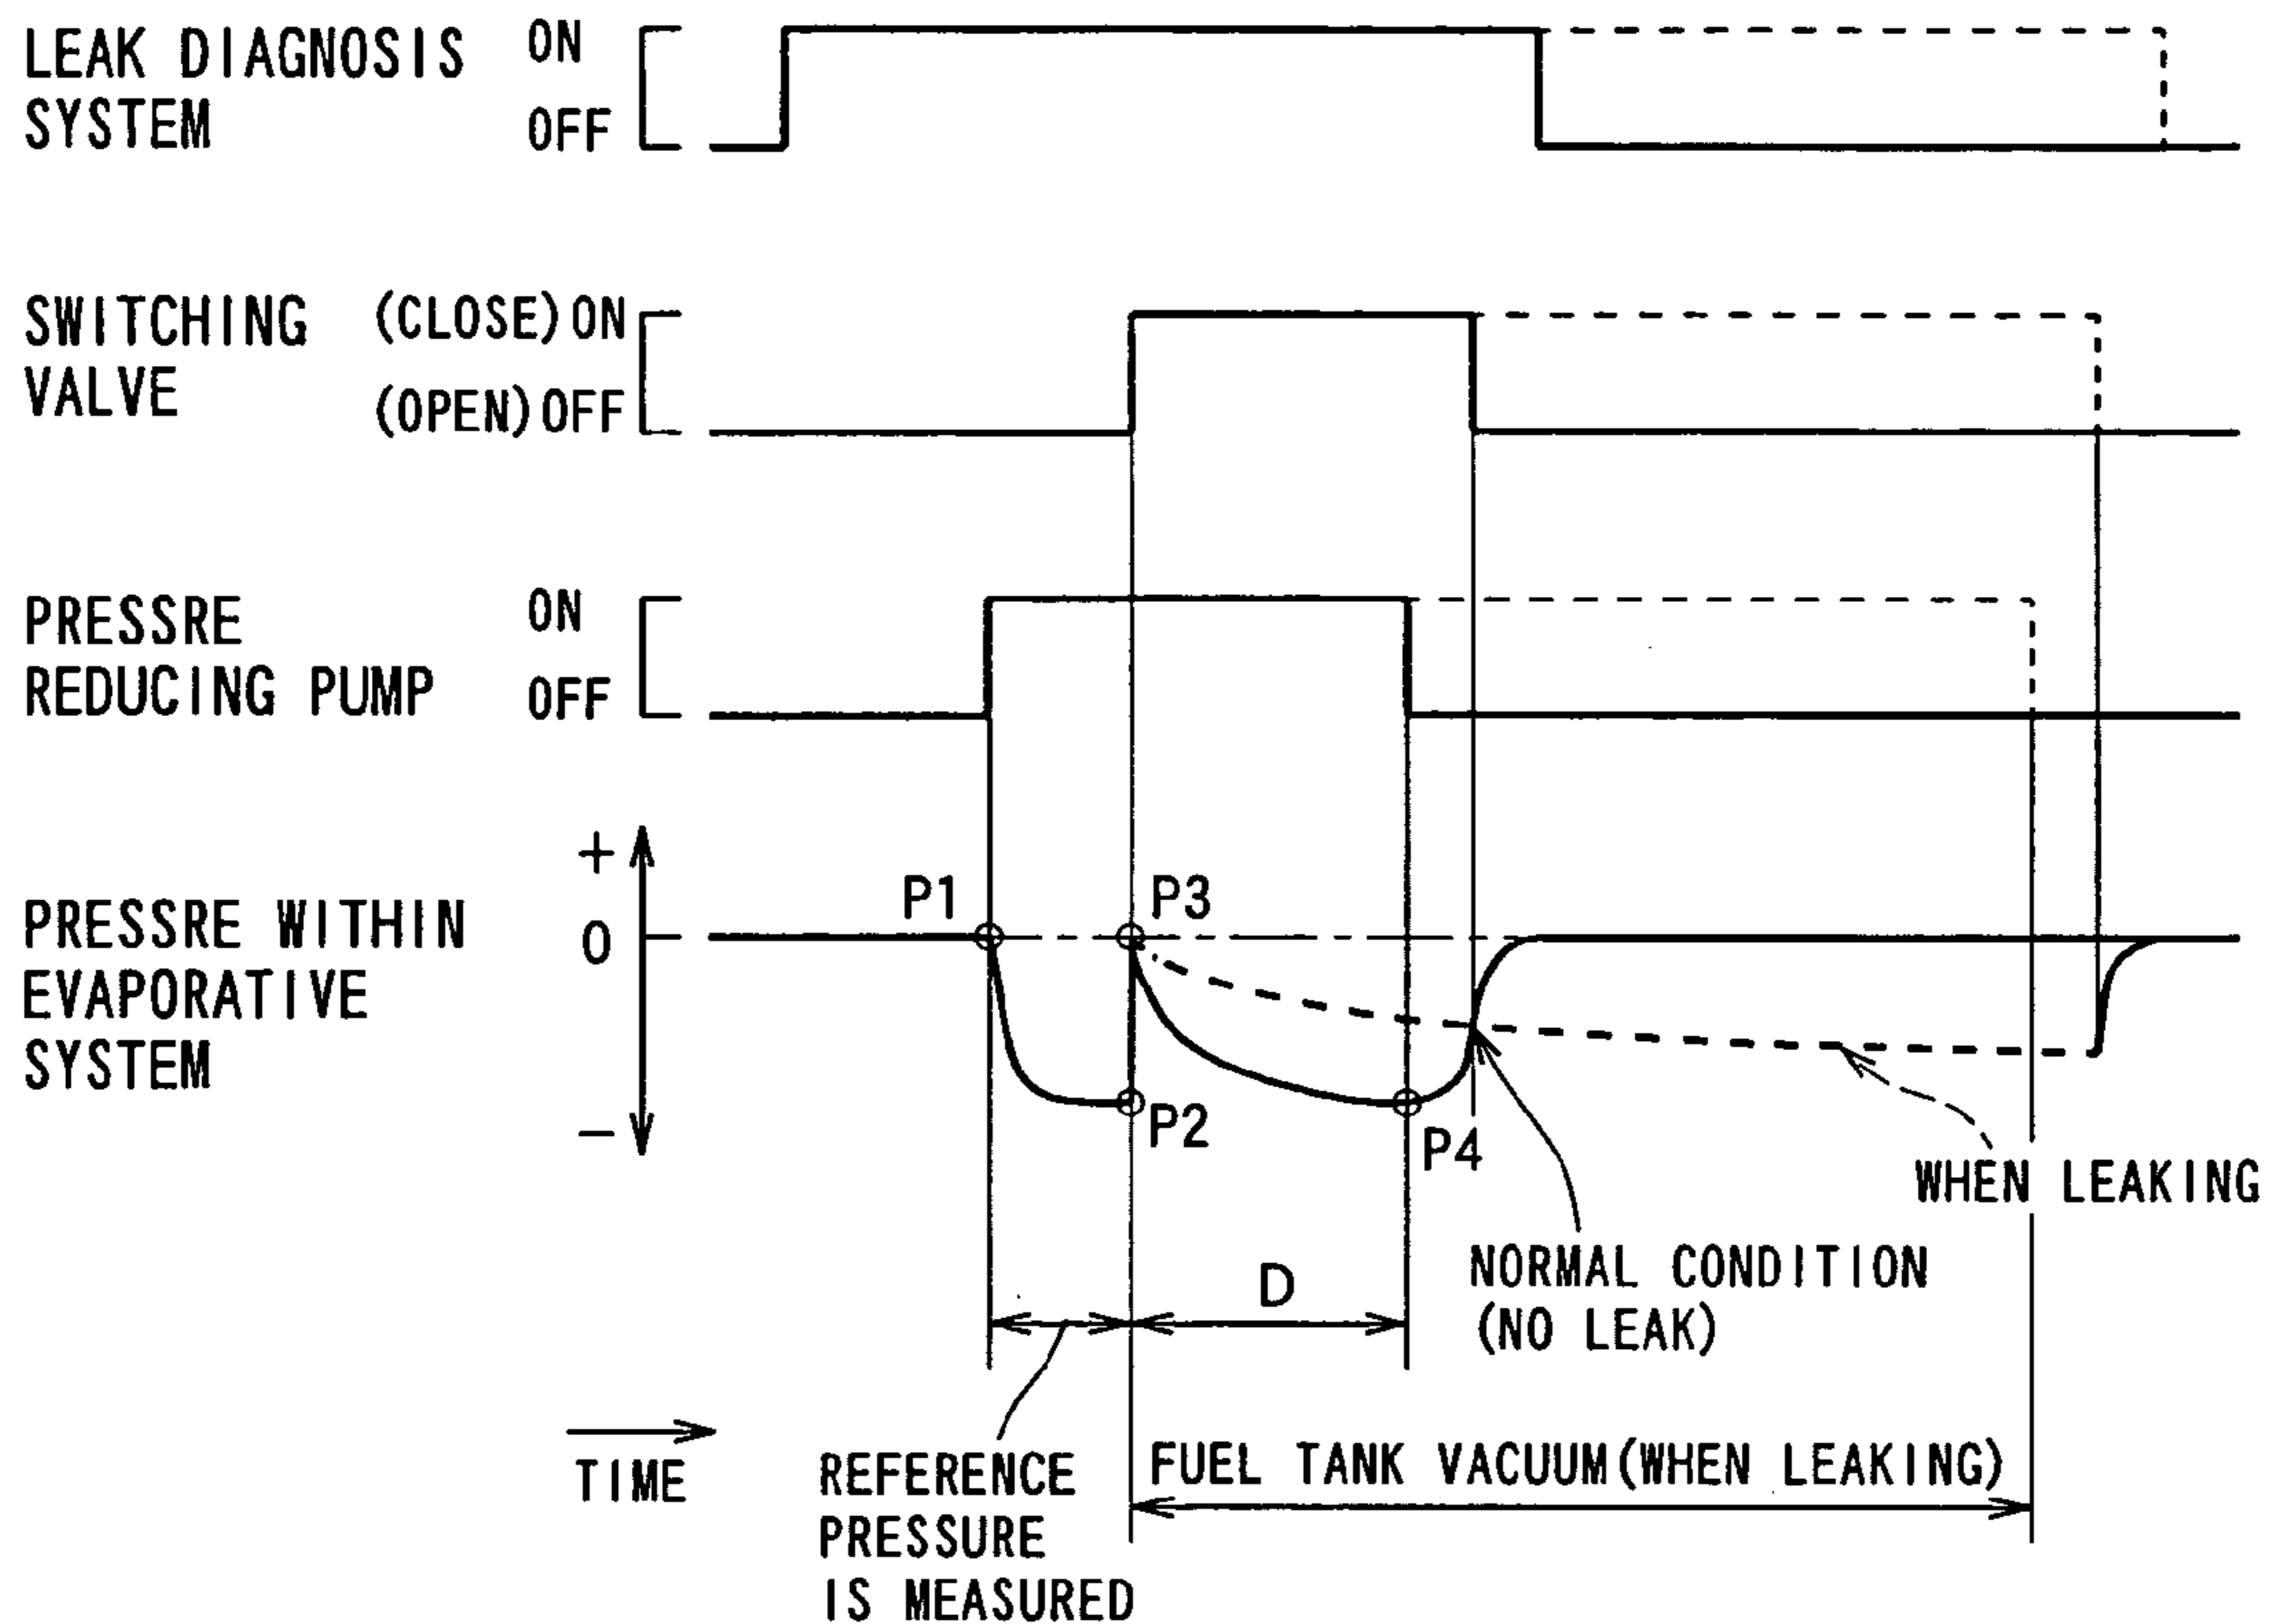 LEAK DIAGNOSIS
SYSTEM
ON
OFF
SWITCHING
VALVE
(CLOSE) ON
(OPEN) OFF
PRESSRE
REDUCING PUMP
ON
OFF
PRESSRE WITHIN
EVAPORATIVE
SYSTEM
+
0
−
P1
P3
P2
P4
WHEN LEAKING
NORMAL CONDITION
(NO LEAK)
D
TIME
REFERENCE
PRESSURE
IS MEASURED
FUEL TANK VACUUM (WHEN LEAKING)